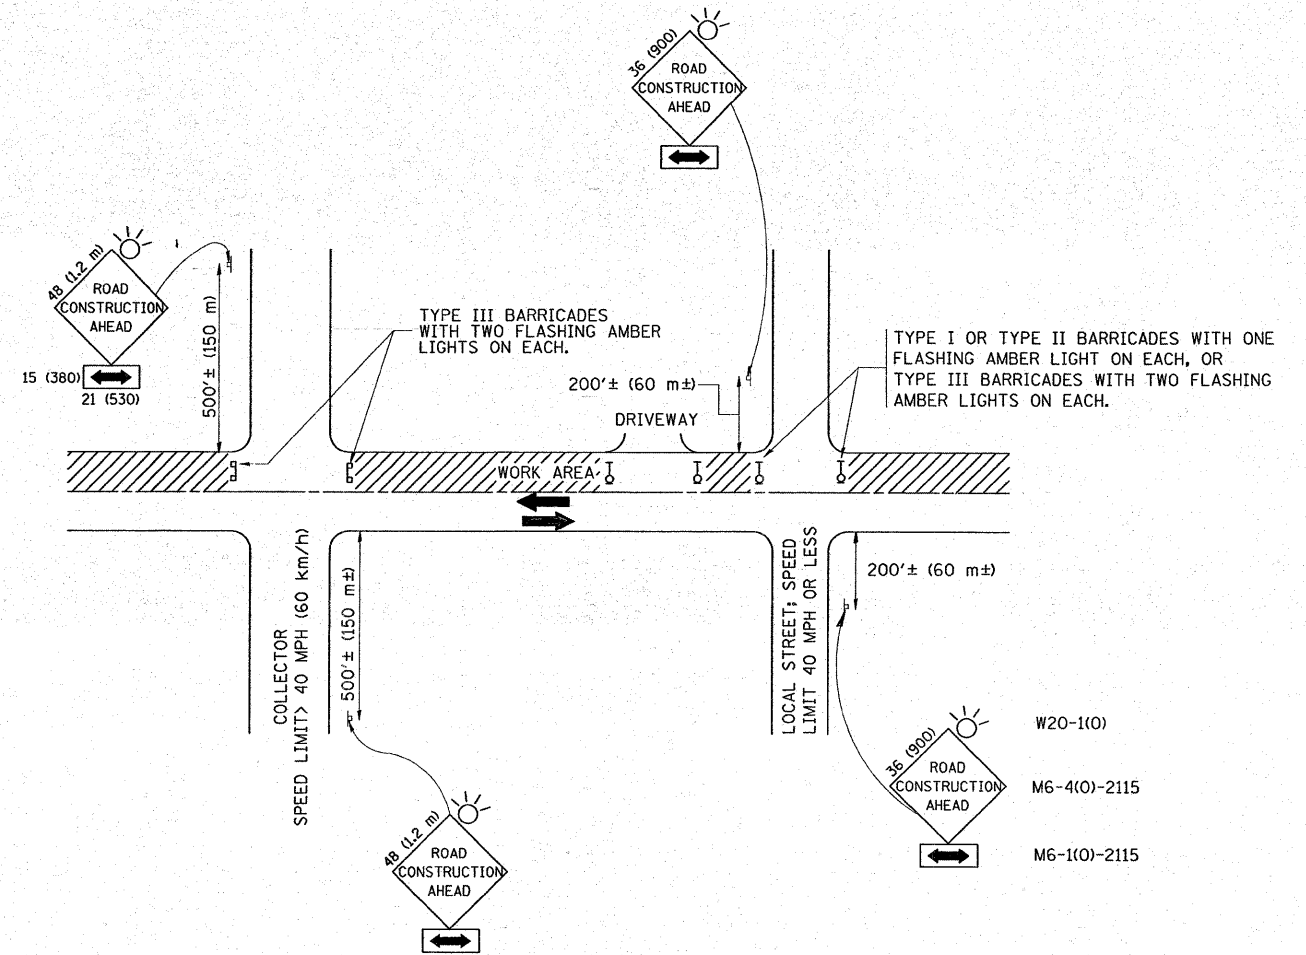 36 (900)
ROAD
CONSTRUCTION
AHEAD
48 (1.2 m)
ROAD
CONSTRUCTION
AHEAD
15 (380)
21 (530)
500'± (150 m)
TYPE III BARRICADES
WITH TWO FLASHING AMBER
LIGHTS ON EACH.
200'± (60 m±)
DRIVEWAY
TYPE I OR TYPE II BARRICADES WITH ONE
FLASHING AMBER LIGHT ON EACH, OR
TYPE III BARRICADES WITH TWO FLASHING
AMBER LIGHTS ON EACH.
WORK AREA
COLLECTOR
SPEED LIMIT> 40 MPH (60 km/h)
500'± (150 m±)
LOCAL STREET; SPEED
LIMIT 40 MPH OR LESS
200'± (60 m±)
36 (900)
ROAD
CONSTRUCTION
AHEAD
W20-1(O)
M6-4(O)-2115
M6-1(O)-2115
48 (1.2 m)
ROAD
CONSTRUCTION
AHEAD